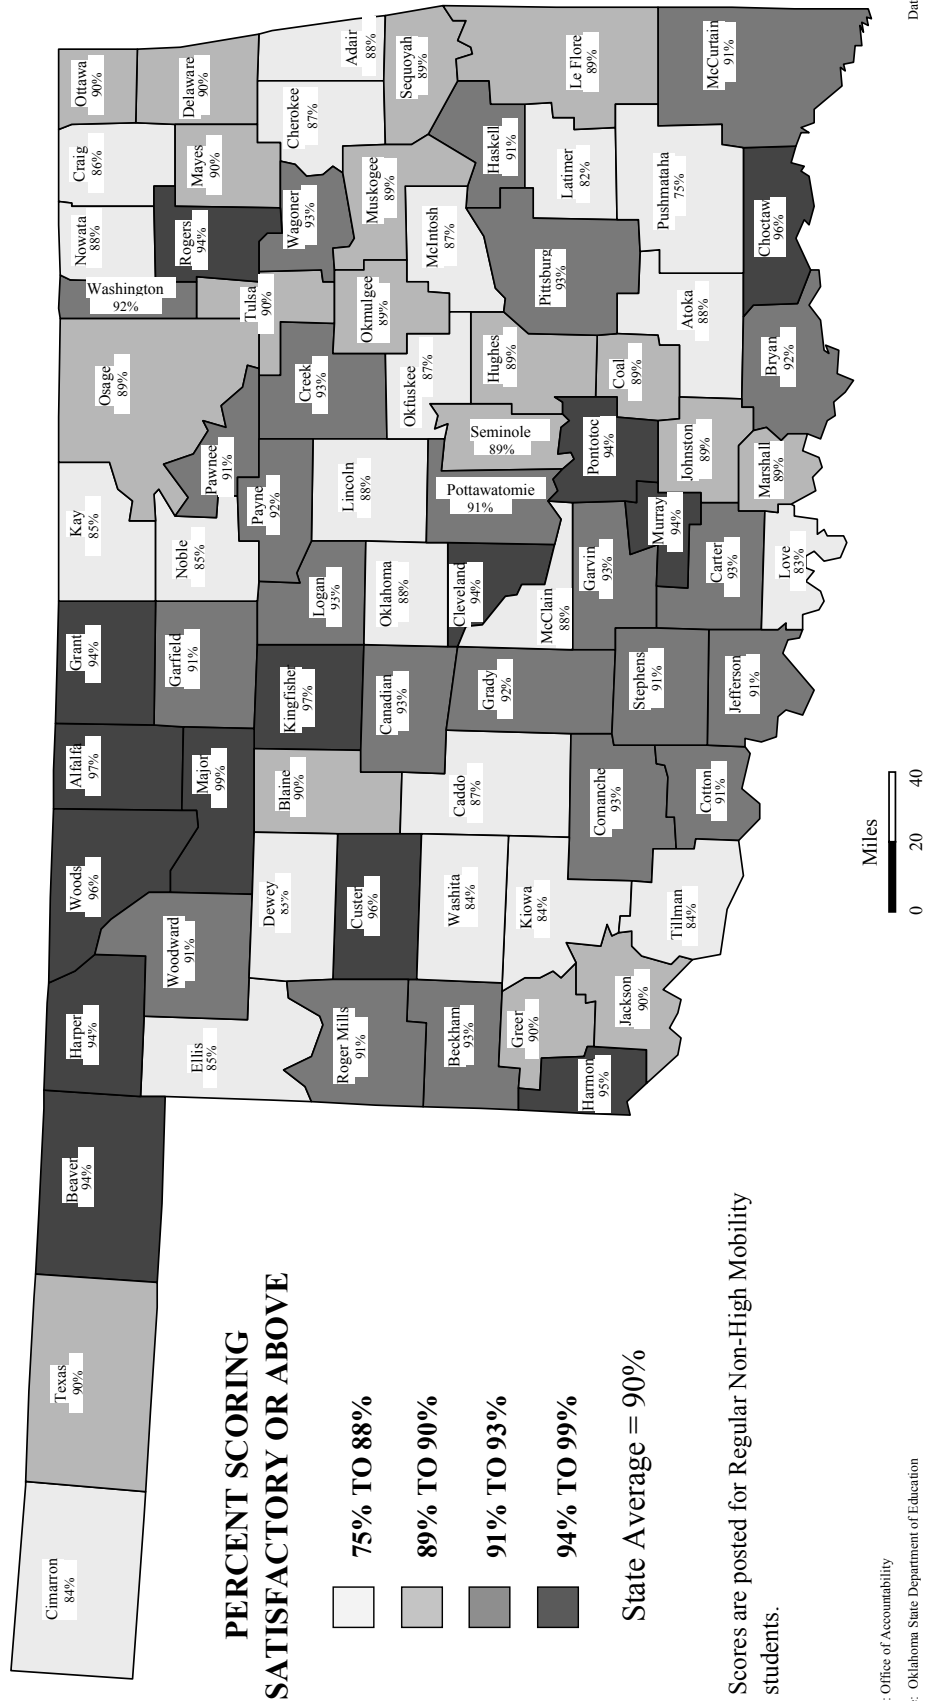 Cimarron
84%
Texas
90%
Beaver
94%
Harper
94%
Woods
96%
Alfalfa
97%
Grant
94%
Kay
85%
Osage
89%
Washington
92%
Nowata
88%
Craig
86%
Ottawa
90%
Ellis
85%
Woodward
91%
Major
99%
Garfield
91%
Noble
85%
Pawnee
91%
Tulsa
90%
Rogers
94%
Mayes
90%
Delaware
90%
Dewey
Blaine
90%
Kingfisher
97%
Logan
93%
Payne
92%
Creek
93%
Wagoner
93%
Cherokee
87%
Adair
88%
Roger Mills
91%
Custer
96%
Canadian
93%
Oklahoma
88%
Lincoln
88%
Okfuskee
87%
Okmulgee
89%
Muskogee
89%
Sequoyah
89%
Beckham
93%
Washita
84%
Caddo
87%
Grady
92%
Cleveland
94%
McClain
88%
Pottawatomie
91%
Seminole
89%
Hughes
89%
McIntosh
87%
Haskell
91%
Harmon
95%
Greer
90%
Kiowa
84%
Comanche
93%
Stephens
91%
Garvin
93%
Pontotoc
94%
Coal
89%
Pittsburg
93%
Latimer
82%
Le Flore
89%
Jackson
90%
Tillman
84%
Cotton
91%
Jefferson
91%
Carter
93%
Murray
94%
Johnston
89%
Atoka
88%
Pushmataha
75%
McCurtain
91%
Love
83%
Marshall
89%
Bryan
92%
Choctaw
96%
PERCENT SCORING
SATISFACTORY OR ABOVE
75% TO 88%
89% TO 90%
91% TO 93%
94% TO 99%
State Average = 90%
Scores are posted for Regular Non-High Mobility
students.
Miles
0 20 40
: Office of Accountability
: Oklahoma State Department of Education
Dat